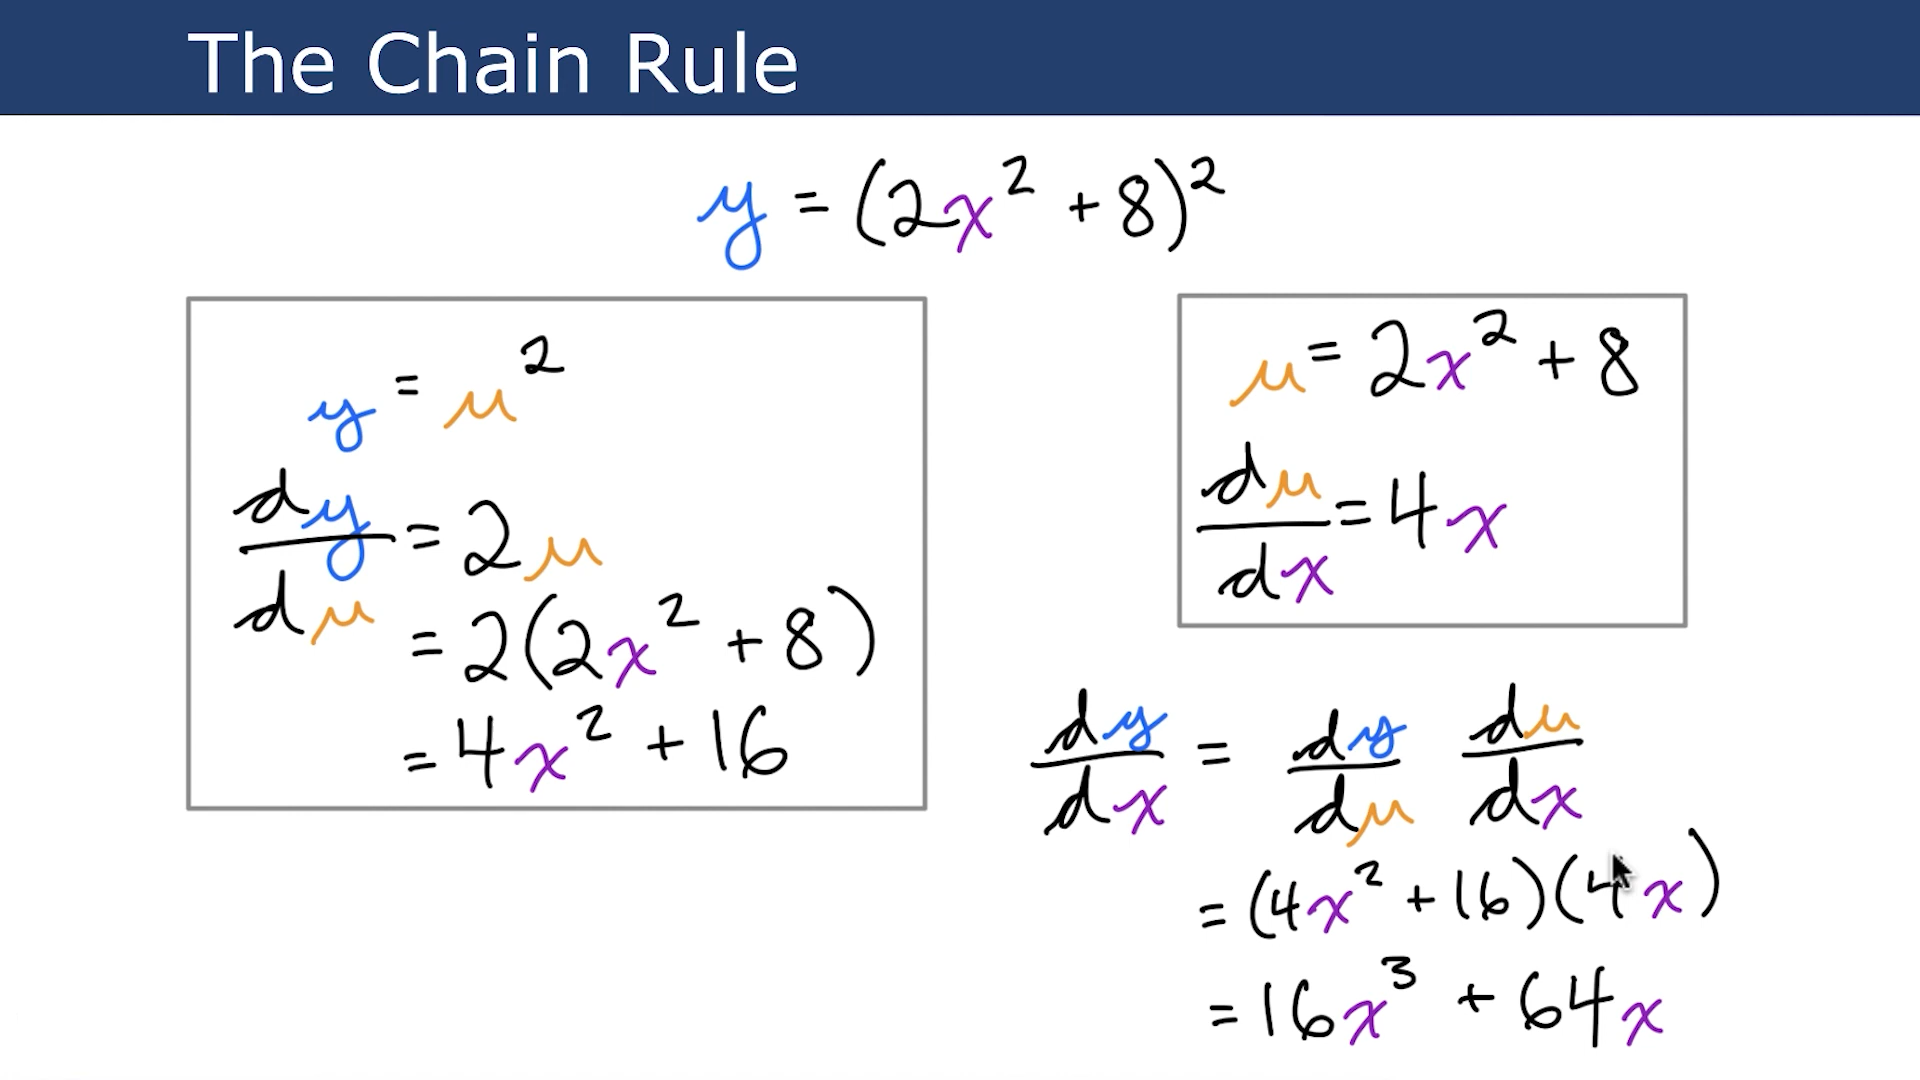 The Chain Rule
y = (2x² + 8)²
y = u²
dy/du = 2u
= 2(2x² + 8)
= 4x² + 16
u = 2x² + 8
du/dx = 4x
dy/dx = dy/du du/dx
= (4x² + 16)(4x)
= 16x³ + 64x